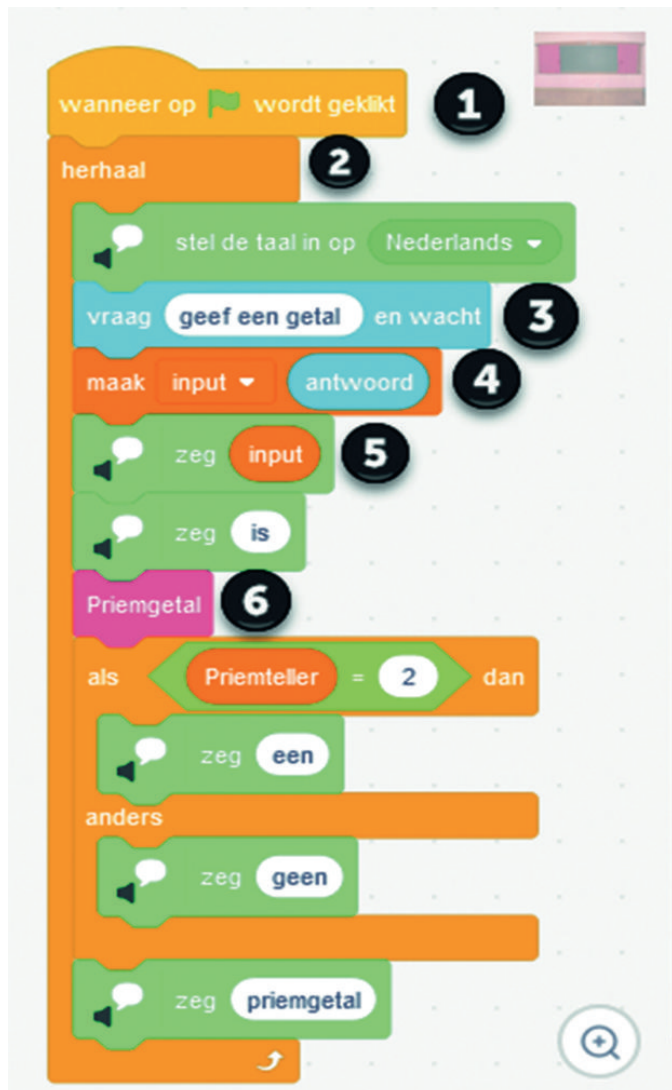 wanneer op wordt geklikt 1
herhaal 2
stel de taal in op Nederlands
vraag geef een getal en wacht 3
maak input antwoord 4
zeg input 5
zeg is
Priemgetal 6
als Priemteller = 2 dan
zeg een
anders
zeg geen
zeg priemgetal